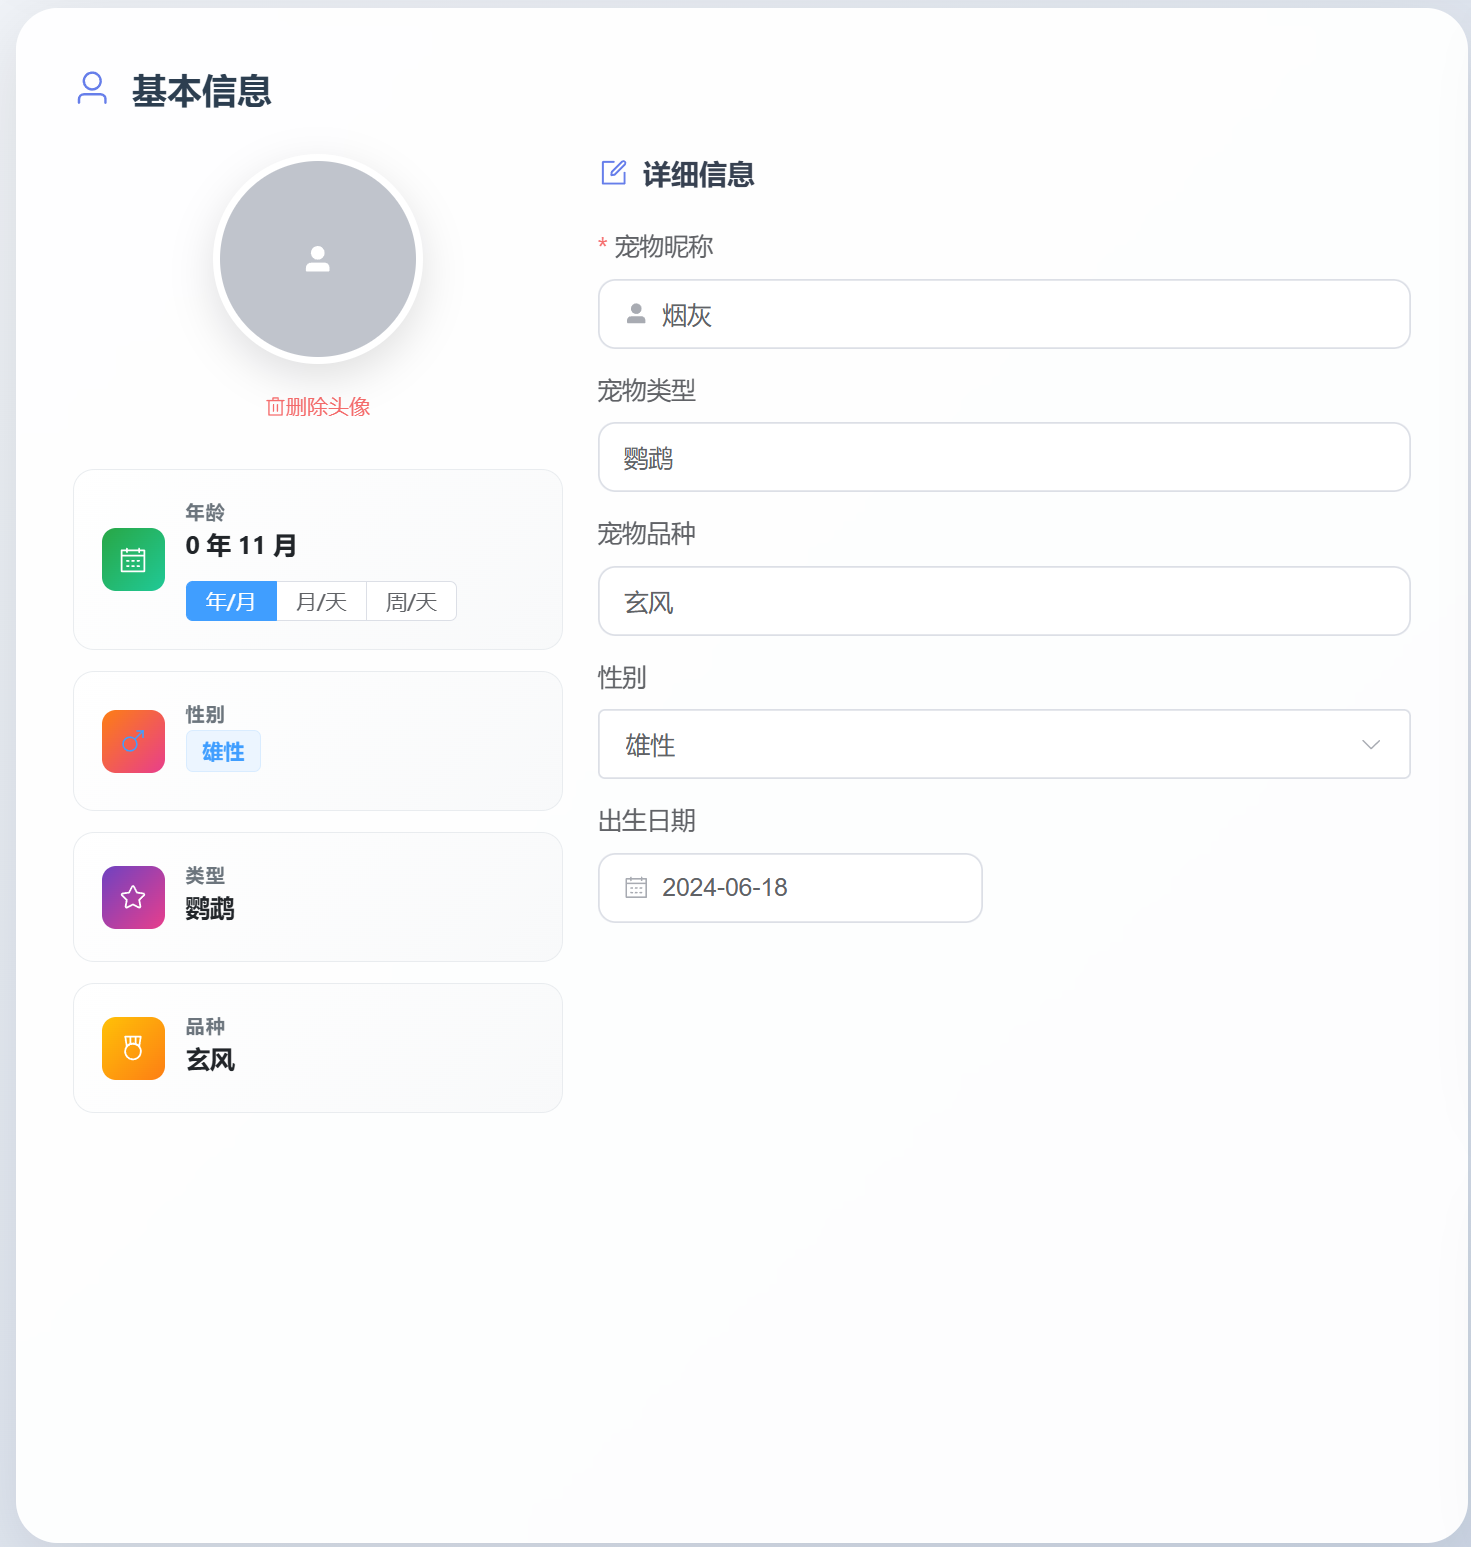 基本信息
删除头像
年龄
0 年 11 月
年/月
月/天
周/天
性别
雄性
类型
鹦鹉
品种
玄风
详细信息
* 宠物昵称
烟灰
宠物类型
鹦鹉
宠物品种
玄风
性别
雄性
出生日期
2024-06-18